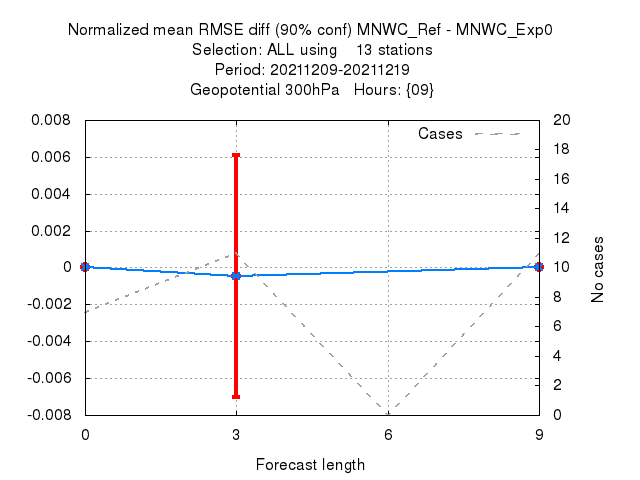 Normalized mean RMSE diff (90% conf) MNWC_Ref - MNWC_Exp0
Selection: ALL using 13 stations
Period: 20211209-20211219
Geopotential 300hPa Hours: {09}
Cases
0.008
0.006
0.004
0.002
0
-0.002
-0.004
-0.006
-0.008
20
18
16
14
12
10
8
6
4
2
0
No cases
0 3 6 9
Forecast length